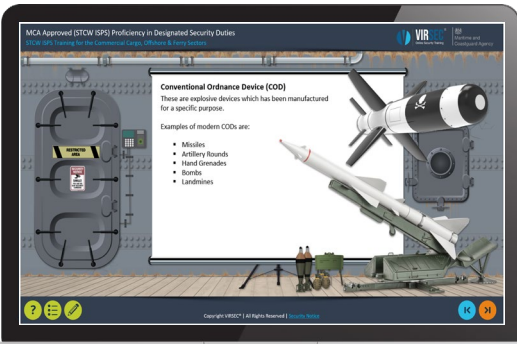 MCA Approved (STCW ISPS) Proficiency in Designated Security Duties
STCW ISPS Training for the Commercial Cargo, Offshore & Ferry Sectors
VIRSEC®
Online Security Training
Maritime and
Coastguard Agency
RESTRICTED
AREA
Conventional Ordnance Device (COD)
These are explosive devices which has been manufactured
for a specific purpose.
Examples of modern CODs are:
• Missiles
• Artillery Rounds
• Hand Grenades
• Bombs
• Landmines
?
Copyright VIRSEC® | All Rights Reserved | Security Notice